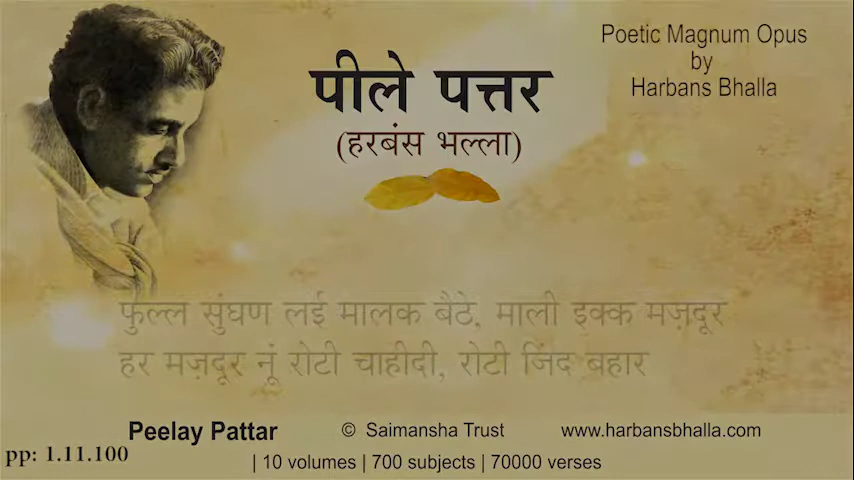 पीले पत्तर
(हरबंस भल्ला)
Poetic Magnum Opus
by
Harbans Bhalla
फुल्ल सुंघण लई मालक बैठे, माली इक्क मज़दूर
हर मज़दूर नूं रोटी चाहीदी, रोटी जिंद बहार
Peelay Pattar © Saimansha Trust www.harbansbhalla.com
pp: 1.11.100
| 10 volumes | 700 subjects | 70000 verses